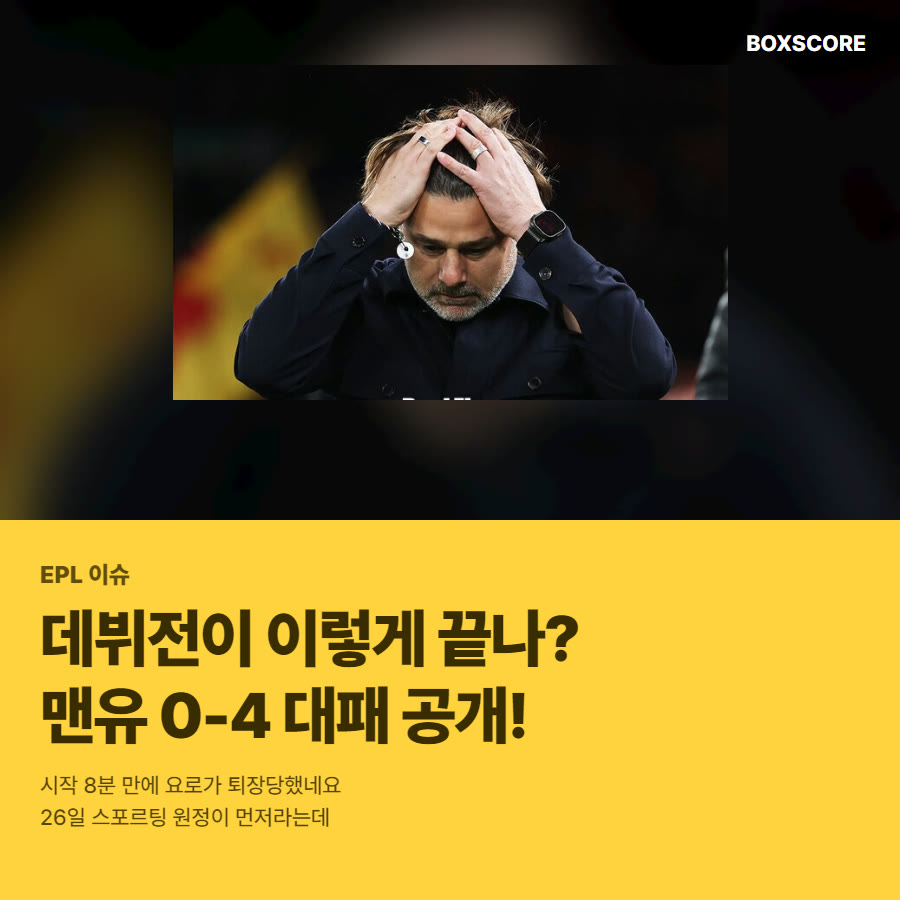 BOXSCORE
EPL 이슈
데뷔전이 이렇게 끝나?
맨유 0-4 대패 공개!
시작 8분 만에 요로가 퇴장당했네요
26일 스포르팅 원정이 먼저라는데